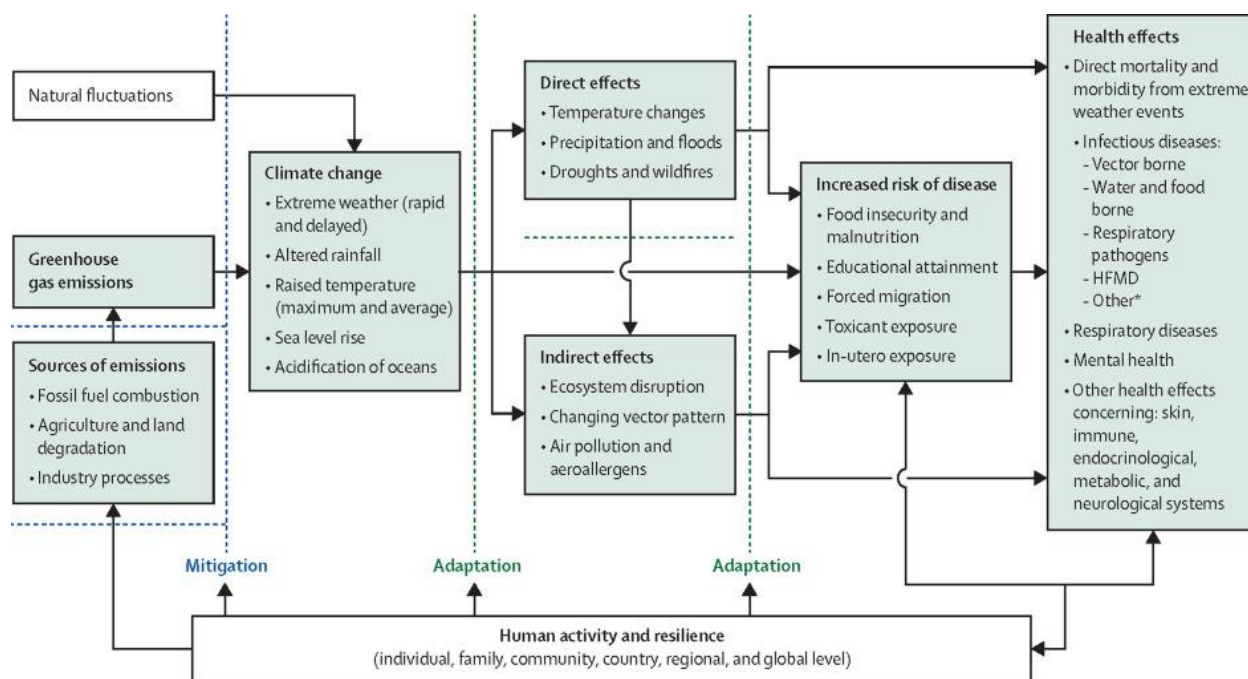 Natural fluctuations
Greenhouse
gas emissions
Sources of emissions
• Fossil fuel combustion
• Agriculture and land
degradation
• Industry processes
Climate change
• Extreme weather (rapid
and delayed)
• Altered rainfall
• Raised temperature
(maximum and average)
• Sea level rise
• Acidification of oceans
Direct effects
• Temperature changes
• Precipitation and floods
• Droughts and wildfires
Indirect effects
• Ecosystem disruption
• Changing vector pattern
• Air pollution and
aeroallergens
Increased risk of disease
• Food insecurity and
malnutrition
• Educational attainment
• Forced migration
• Toxicant exposure
• In-utero exposure
Health effects
• Direct mortality and
morbidity from extreme
weather events
• Infectious diseases:
- Vector borne
- Water and food
borne
- Respiratory
pathogens
- HFMD
- Other*
• Respiratory diseases
• Mental health
• Other health effects
concerning: skin,
immune,
endocrinological,
metabolic, and
neurological systems
Mitigation
Adaptation
Adaptation
Human activity and resilience
(individual, family, community, country, regional, and global level)